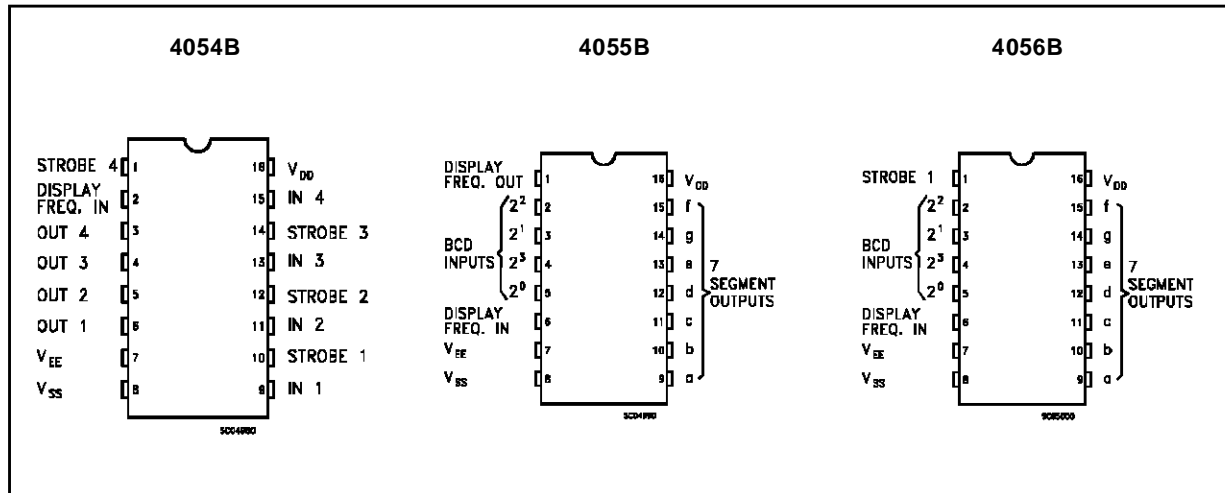 4054B
STROBE 4 1
DISPLAY
FREQ. IN 2
OUT 4 3
OUT 3 4
OUT 2 5
OUT 1 6
VEE 7
VSS 8
16 VDD
15 IN 4
14 STROBE 3
13 IN 3
12 STROBE 2
11 IN 2
10 STROBE 1
9 IN 1
4055B
DISPLAY
FREQ. OUT 1
BCD
INPUTS
2² 2
2¹ 3
2³ 4
2⁰ 5
DISPLAY
FREQ. IN 6
VEE 7
VSS 8
16 VDD
15 f
14 g
13 e
12 d
11 c
10 b
9 a
7
SEGMENT
OUTPUTS
4056B
STROBE 1 1
BCD
INPUTS
2² 2
2¹ 3
2³ 4
2⁰ 5
DISPLAY
FREQ. IN 6
VEE 7
VSS 8
16 VDD
15 f
14 g
13 e
12 d
11 c
10 b
9 a
7
SEGMENT
OUTPUTS